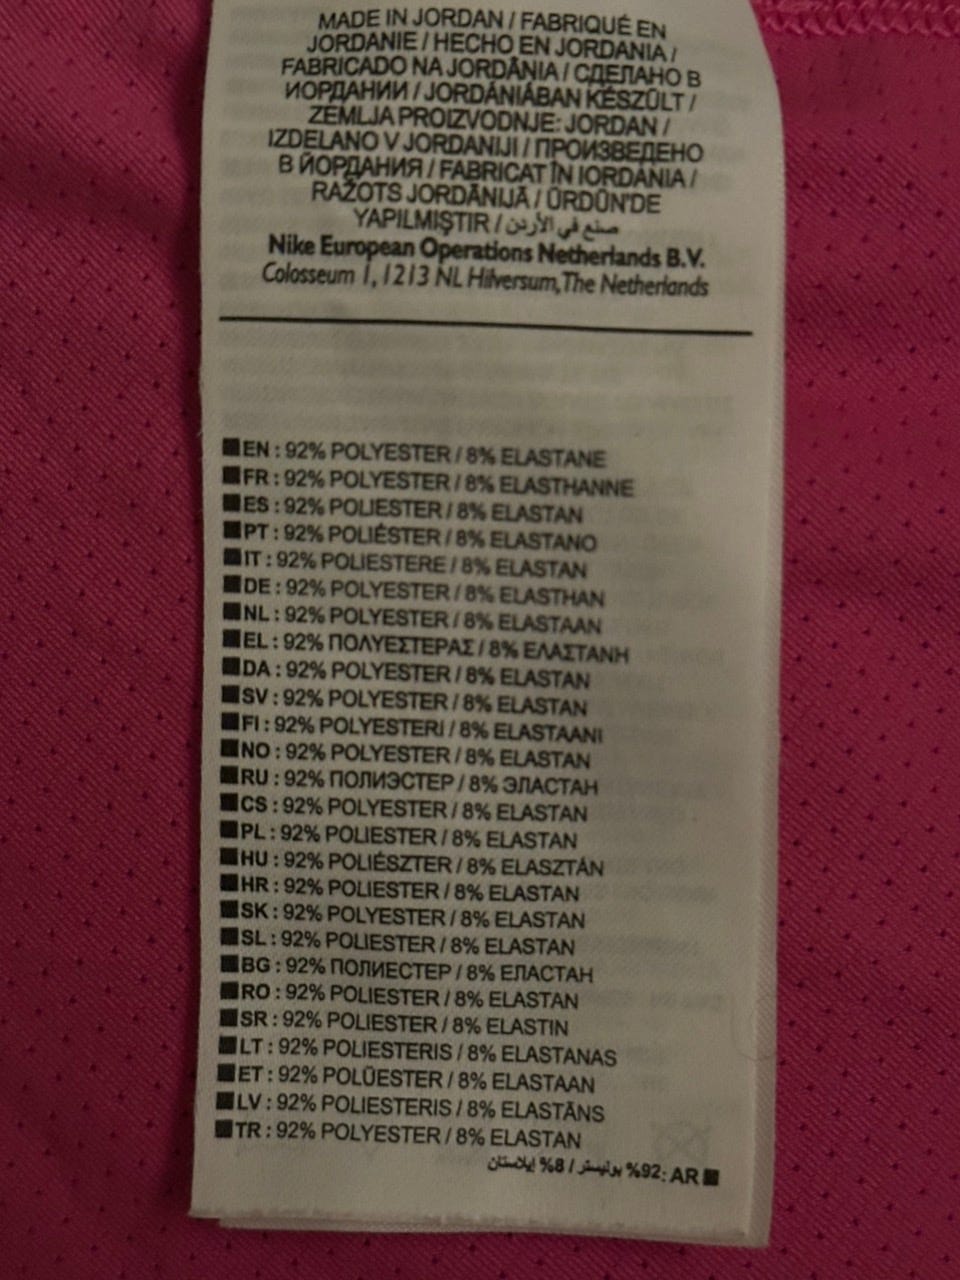 MADE IN JORDAN / FABRIQUÉ EN
JORDANIE / HECHO EN JORDANIA /
FABRICADO NA JORDÂNIA / СДЕЛАНО В
ИОРДАНИИ / JORDÁNIÁBAN KÉSZÜLT /
ZEMLJA PROIZVODNJE: JORDAN /
IZDELANO V JORDANIJI / ПРОИЗВЕДЕНО
В ЙОРДАНИЯ / FABRICAT ÎN IORDANIA /
RAŽOTS JORDĀNIJĀ / ÜRDÜN'DE
YAPILMIŞTIR / صنع في الأردن
Nike European Operations Netherlands B.V.
Colosseum 1, 1213 NL Hilversum, The Netherlands
EN : 92% POLYESTER / 8% ELASTANE
FR : 92% POLYESTER / 8% ELASTHANNE
ES : 92% POLIESTER / 8% ELASTAN
PT : 92% POLIÉSTER / 8% ELASTANO
IT : 92% POLIESTERE / 8% ELASTAN
DE : 92% POLYESTER / 8% ELASTHAN
NL : 92% POLYESTER / 8% ELASTAAN
EL : 92% ΠΟΛΥΕΣΤΕΡΑΣ / 8% ΕΛΑΣΤΑΝΗ
DA : 92% POLYESTER / 8% ELASTAN
SV : 92% POLYESTER / 8% ELASTAN
FI : 92% POLYESTERI / 8% ELASTAANI
NO : 92% POLYESTER / 8% ELASTAN
RU : 92% ПОЛИЭСТЕР / 8% ЭЛАСТАН
CS : 92% POLYESTER / 8% ELASTAN
PL : 92% POLIESTER / 8% ELASTAN
HU : 92% POLIÉSZTER / 8% ELASZTÁN
HR : 92% POLIESTER / 8% ELASTAN
SK : 92% POLYESTER / 8% ELASTAN
SL : 92% POLIESTER / 8% ELASTAN
BG : 92% ПОЛИЕСТЕР / 8% ЕЛАСТАН
RO : 92% POLIESTER / 8% ELASTAN
SR : 92% POLIESTER / 8% ELASTIN
LT : 92% POLIESTERIS / 8% ELASTANAS
ET : 92% POLÜESTER / 8% ELASTAAN
LV : 92% POLIESTERIS / 8% ELASTĀNS
TR : 92% POLYESTER / 8% ELASTAN
AR :92% بوليستر / 8% إيلاستان